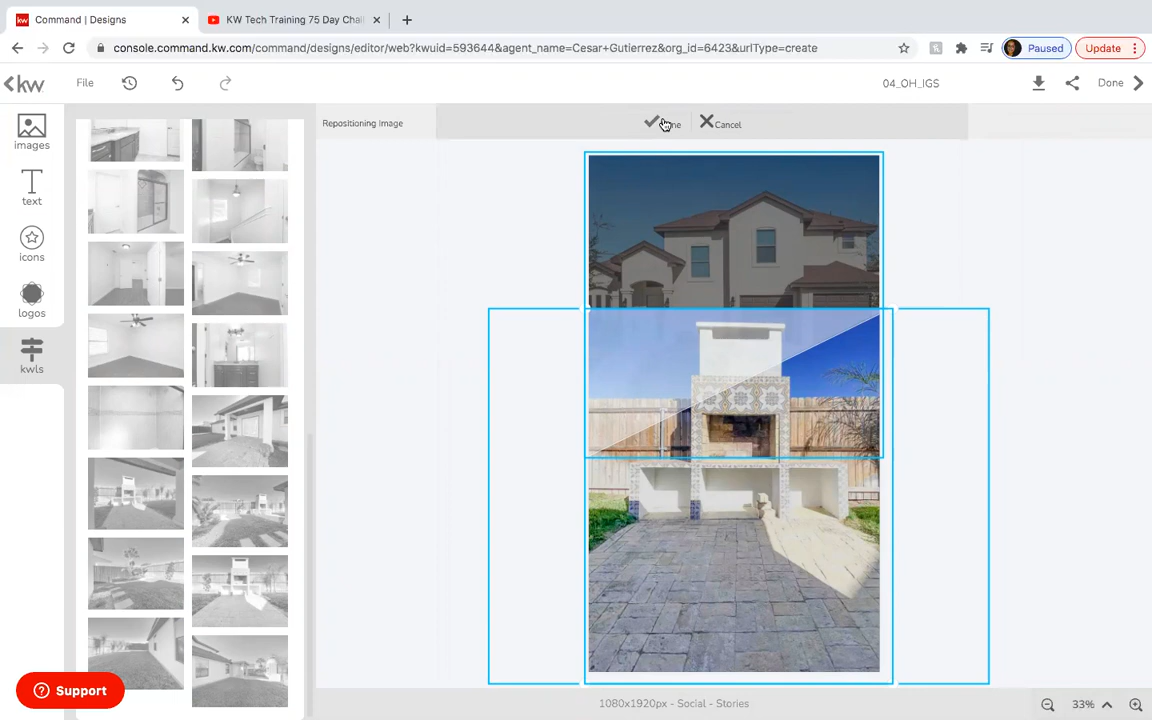 Command | Designs
KW Tech Training 75 Day Chal
console.command.kw.com/command/designs/editor/web?kwuid=593644&agent_name=Cesar+Gutierrez&org_id=6423&urlType=create
Paused
Update
kw
File
04_OH_IGS
Done
images
text
icons
logos
kwls
Repositioning Image
Cancel
Support
1080x1920px - Social - Stories
33%